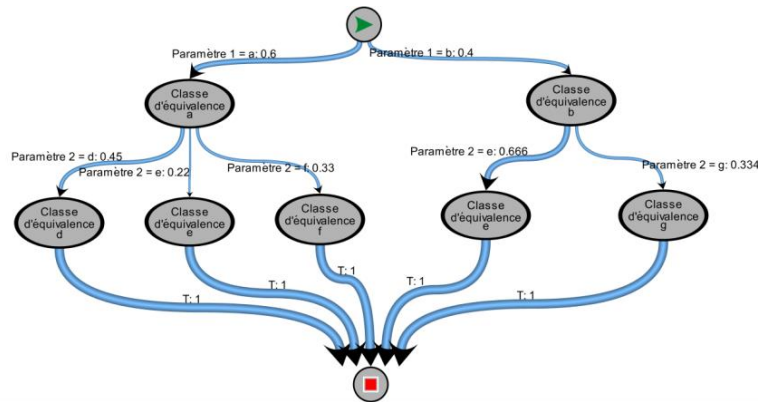 Paramètre 1 = a: 0.6
Paramètre 1 = b: 0.4
Classe
d'équivalence
a
Classe
d'équivalence
b
Paramètre 2 = d: 0.45
Paramètre 2 = e: 0.22
Paramètre 2 = f: 0.33
Paramètre 2 = e: 0.666
Paramètre 2 = g: 0.334
Classe
d'équivalence
d
Classe
d'équivalence
e
Classe
d'équivalence
f
Classe
d'équivalence
e
Classe
d'équivalence
g
T: 1
T: 1
T: 1
T: 1
T: 1